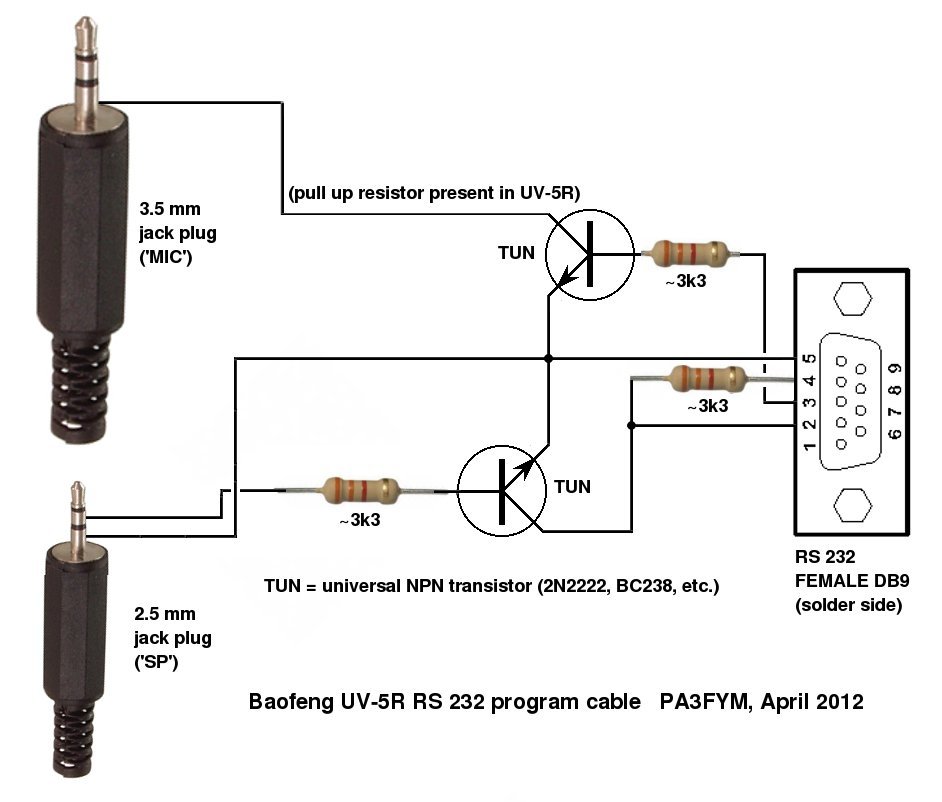 (pull up resistor present in UV-5R)
3.5 mm
jack plug
('MIC')
TUN
~3k3
5
4
3
2
1
9
8
7
6
~3k3
TUN
~3k3
RS 232
FEMALE DB9
(solder side)
TUN = universal NPN transistor (2N2222, BC238, etc.)
2.5 mm
jack plug
('SP')
Baofeng UV-5R RS 232 program cable PA3FYM, April 2012